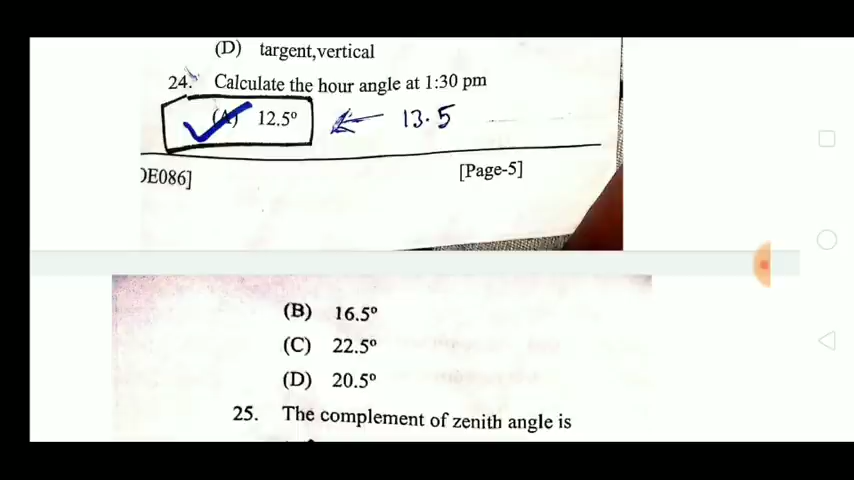 (D) targent,vertical
24. Calculate the hour angle at 1:30 pm
(A) 12.5° 13.5
DE086] [Page-5]
(B) 16.5°
(C) 22.5°
(D) 20.5°
25. The complement of zenith angle is